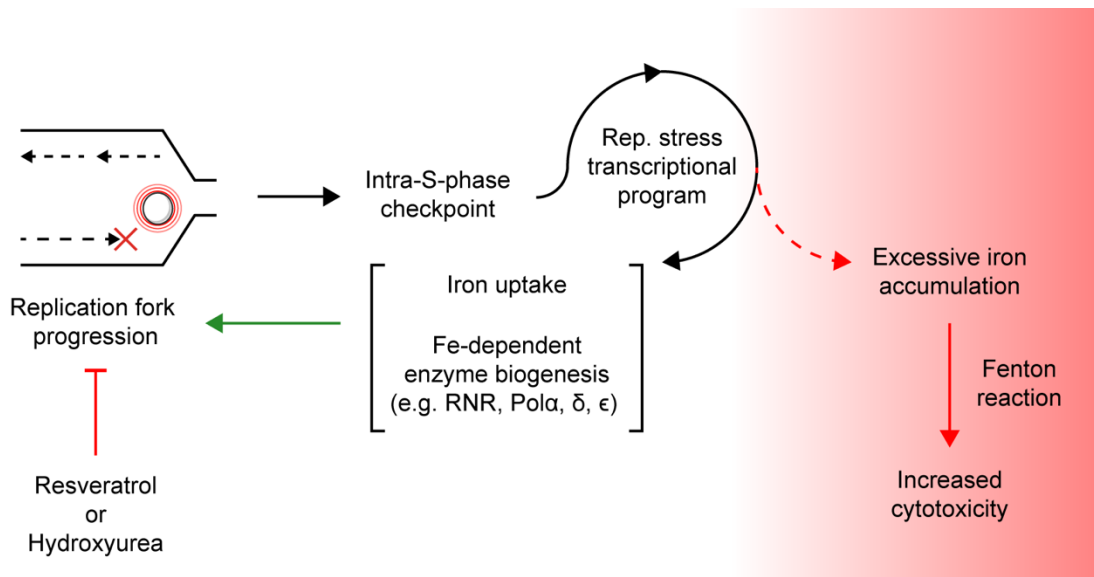 Replication fork
progression
Resveratrol
or
Hydroxyurea
Intra-S-phase
checkpoint
Rep. stress
transcriptional
program
Iron uptake
Fe-dependent
enzyme biogenesis
(e.g. RNR, Polα, δ, ϵ)
Excessive iron
accumulation
Fenton
reaction
Increased
cytotoxicity